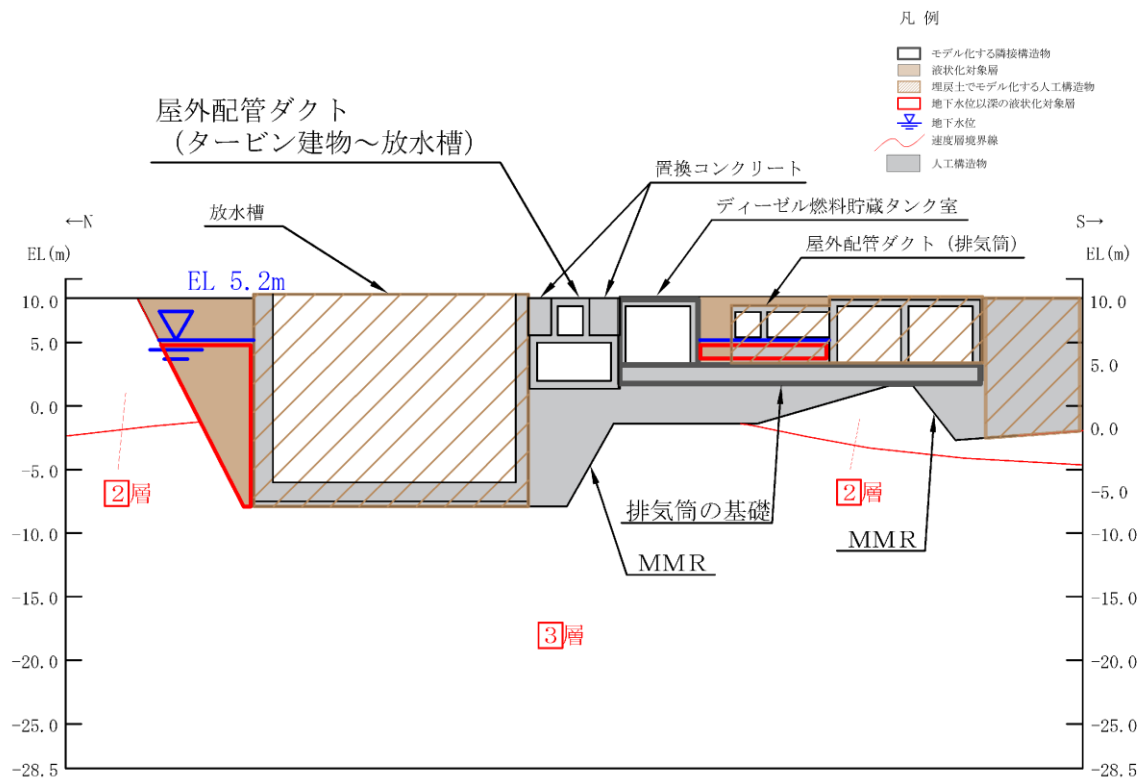 凡 例
モデル化する隣接構造物
液状化対象層
埋戻土でモデル化する人工構造物
地下水位以深の液状化対象層
地下水位
速度層境界線
人工構造物
屋外配管ダクト
（タービン建物～放水槽）
置換コンクリート
放水槽
ディーゼル燃料貯蔵タンク室
屋外配管ダクト（排気筒）
←N
S→
EL(m)
EL(m)
EL 5.2m
10.0
5.0
0.0
-5.0
-10.0
-15.0
-20.0
-25.0
-28.5
10.0
5.0
0.0
-5.0
-10.0
-15.0
-20.0
-25.0
-28.5
2層
2層
排気筒の基礎
MMR
MMR
3層